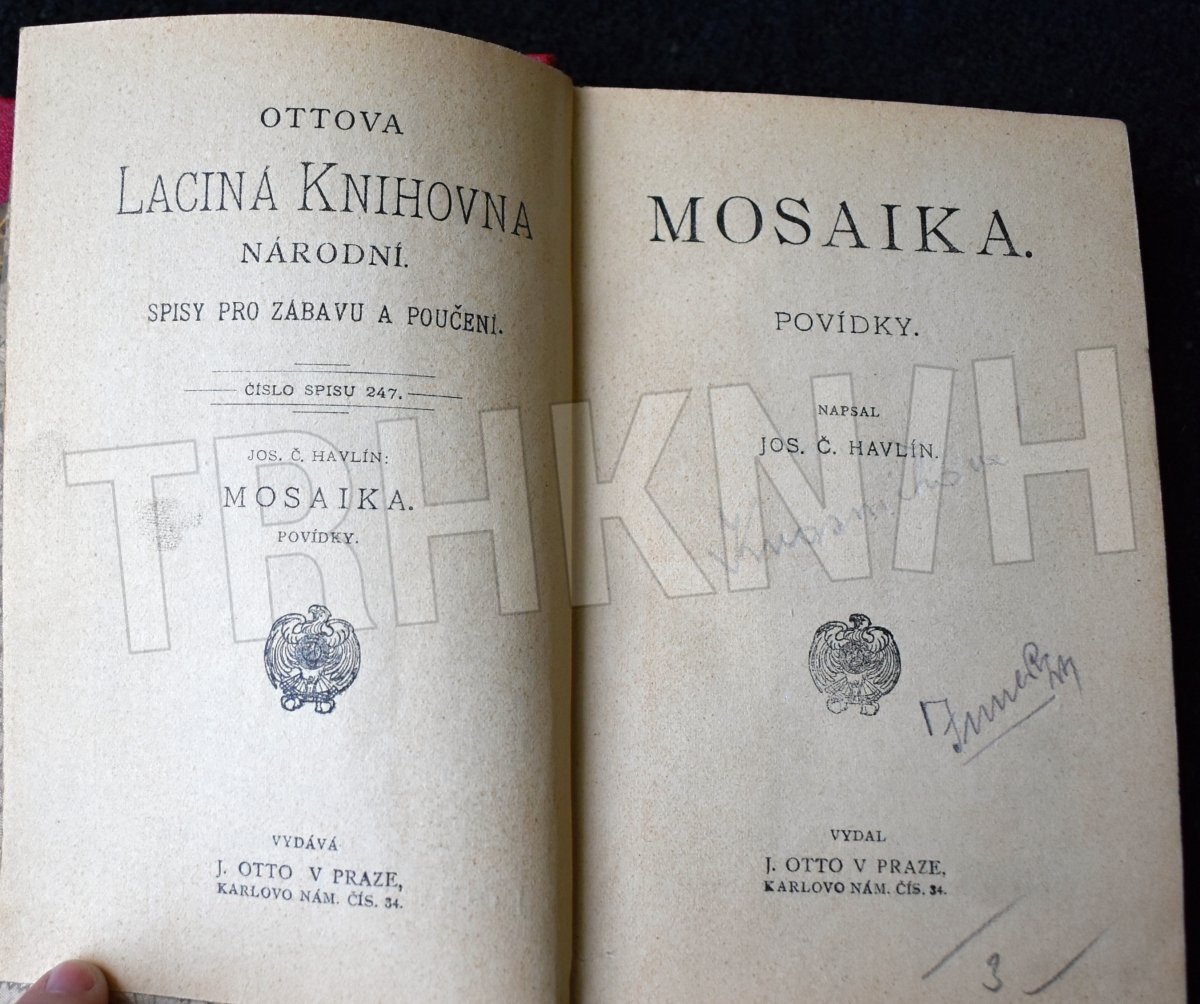 OTTOVA
LACINÁ KNIHOVNA
NÁRODNÍ.
SPISY PRO ZÁBAVU A POUČENÍ.
ČÍSLO SPISU 247.
JOS. Č. HAVLÍN:
MOSAIKA.
POVÍDKY.
VYDÁVÁ
J. OTTO V PRAZE,
KARLOVO NÁM. ČÍS. 34.
MOSAIKA.
POVÍDKY.
NAPSAL
JOS. Č. HAVLÍN.
VYDAL
J. OTTO V PRAZE,
KARLOVO NÁM. ČÍS. 34.
3
TRHKNIH